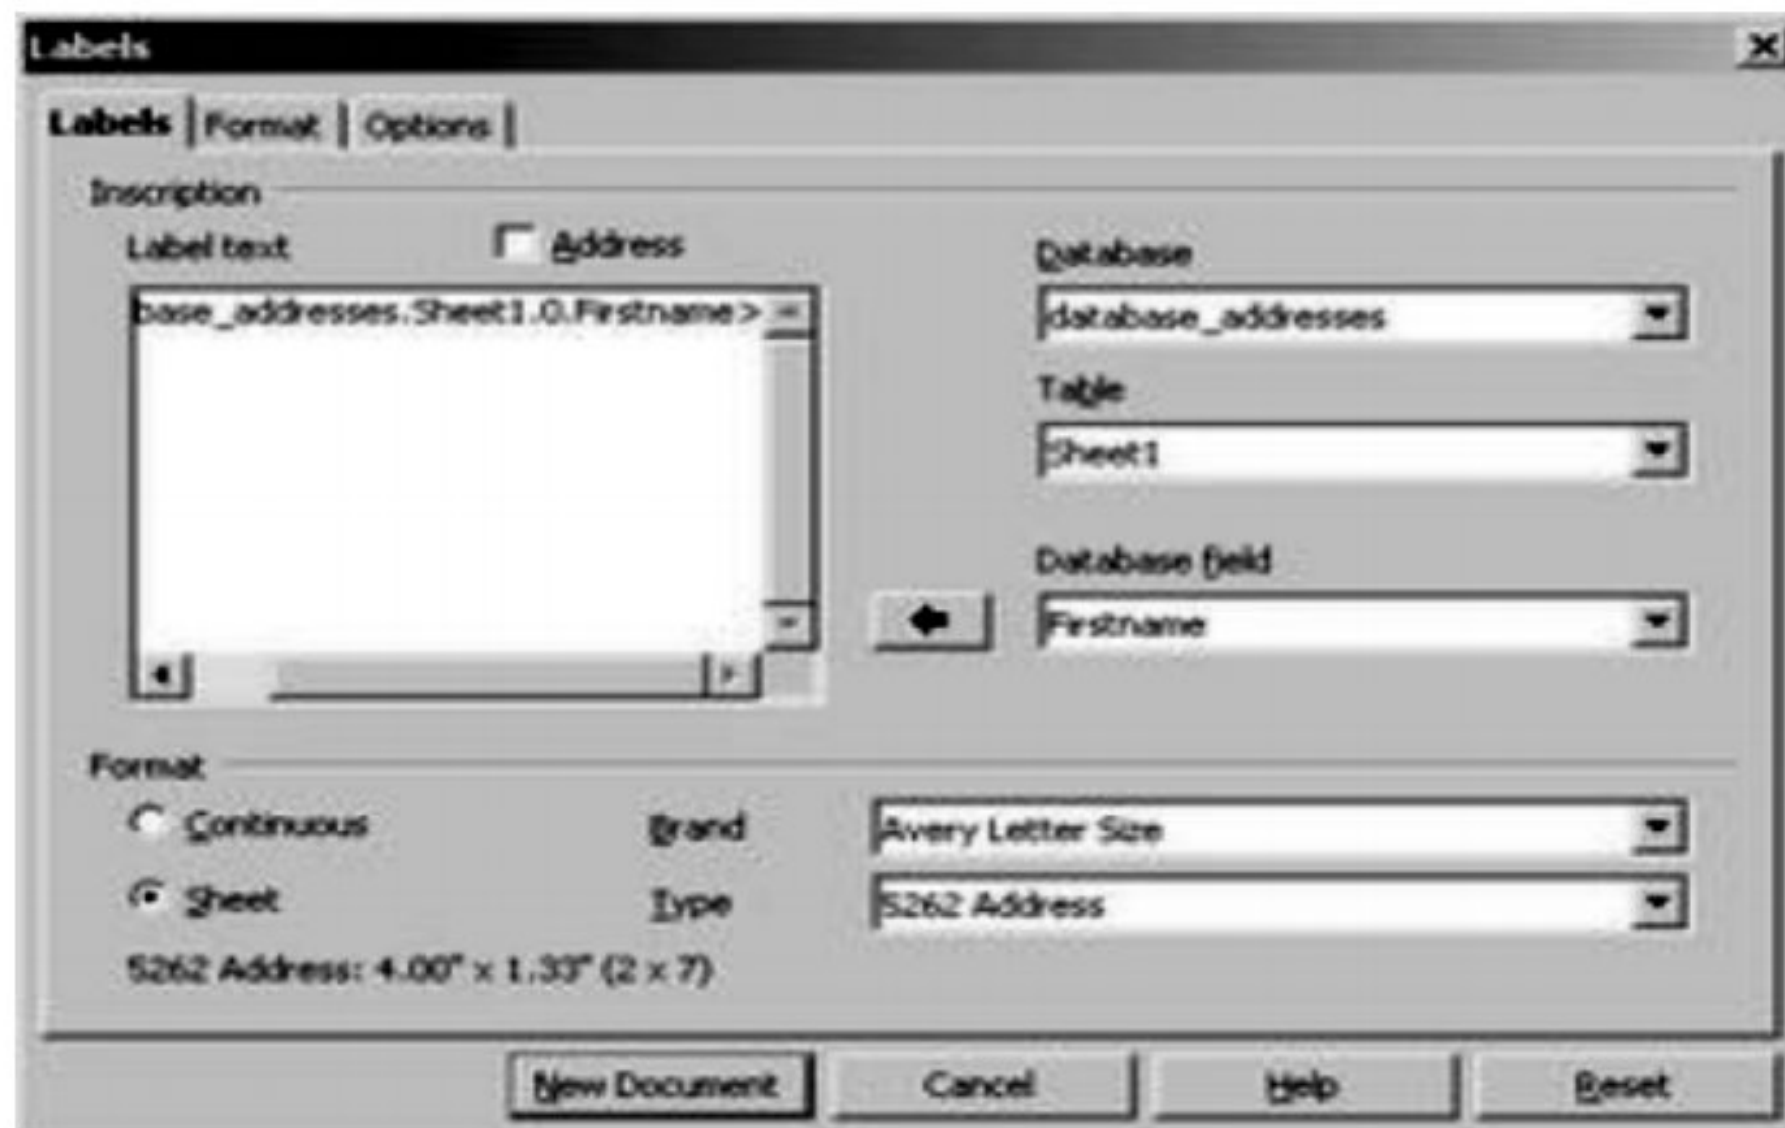 Labels
Labels Format Options
Inscription
Label text Address
base_addresses.Sheet1.0.Firstname>
Database
database_addresses
Table
Sheet1
Database field
Firstname
Format
Continuous Brand Avery Letter Size
Sheet Type 5262 Address
5262 Address: 4.00" x 1.33" (2 x 7)
New Document Cancel Help Reset